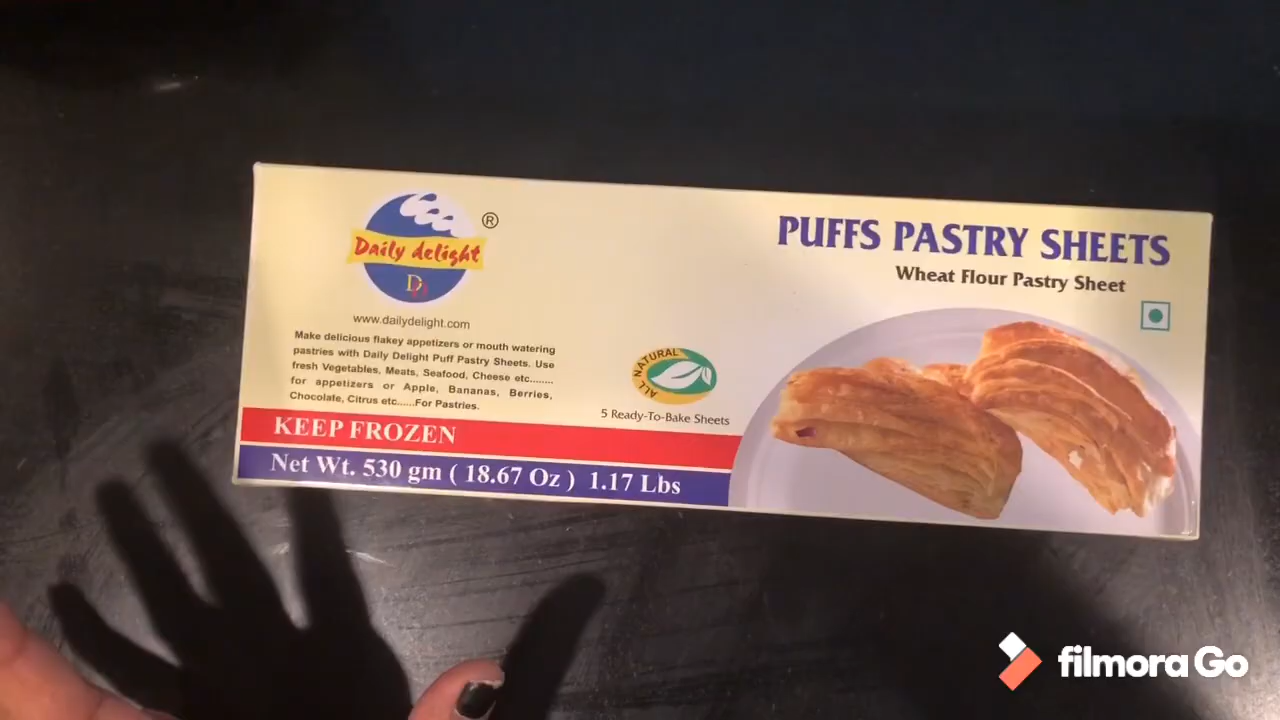 Daily delight
®
D
www.dailydelight.com
Make delicious flakey appetizers or mouth watering
pastries with Daily Delight Puff Pastry Sheets. Use
fresh Vegetables, Meats, Seafood, Cheese etc........
for appetizers or Apple, Bananas, Berries,
Chocolate, Citrus etc......For Pastries.
ALL NATURAL
5 Ready-To-Bake Sheets
KEEP FROZEN
Net Wt. 530 gm ( 18.67 Oz ) 1.17 Lbs
PUFFS PASTRY SHEETS
Wheat Flour Pastry Sheet
filmora Go